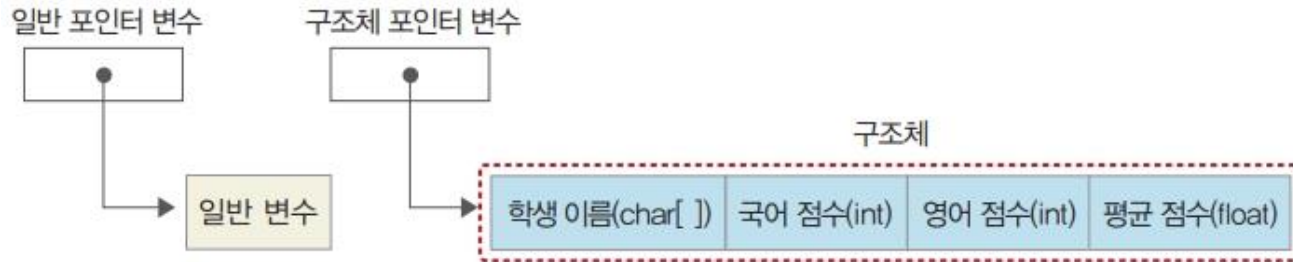 일반 포인터 변수
구조체 포인터 변수
구조체
일반 변수
학생 이름(char[ ])
국어 점수(int)
영어 점수(int)
평균 점수(float)